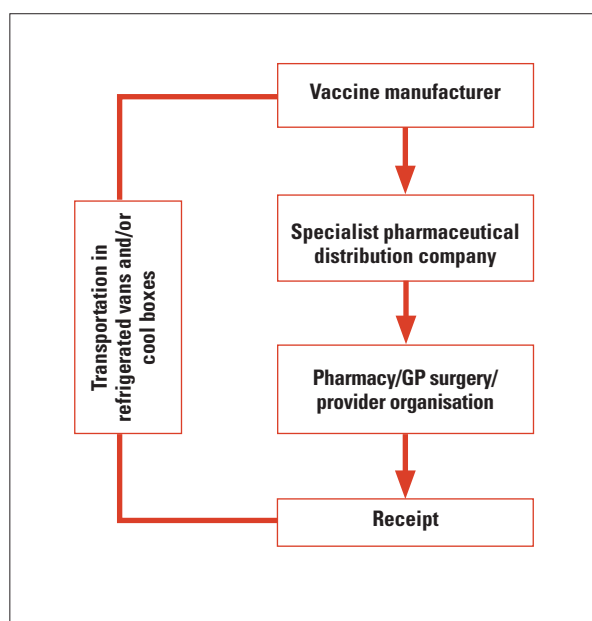 Vaccine manufacturer
Specialist pharmaceutical
distribution company
Pharmacy/GP surgery/
provider organisation
Receipt
Transportation in
refrigerated vans and/or
cool boxes